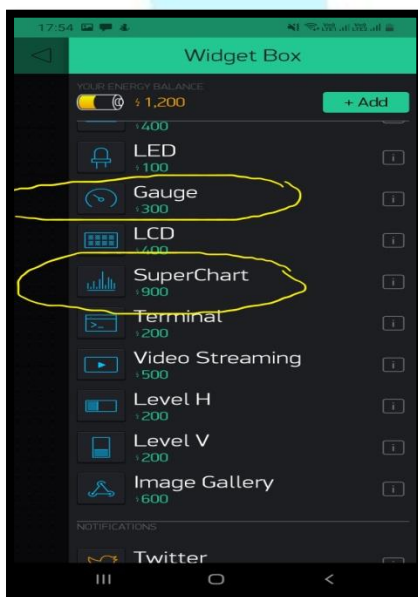 17:54
Widget Box
YOUR ENERGY BALANCE
1,200
+ Add
400
LED
100
Gauge
300
LCD
400
SuperChart
900
Terminal
200
Video Streaming
500
Level H
200
Level V
200
Image Gallery
600
NOTIFICATIONS
Twitter